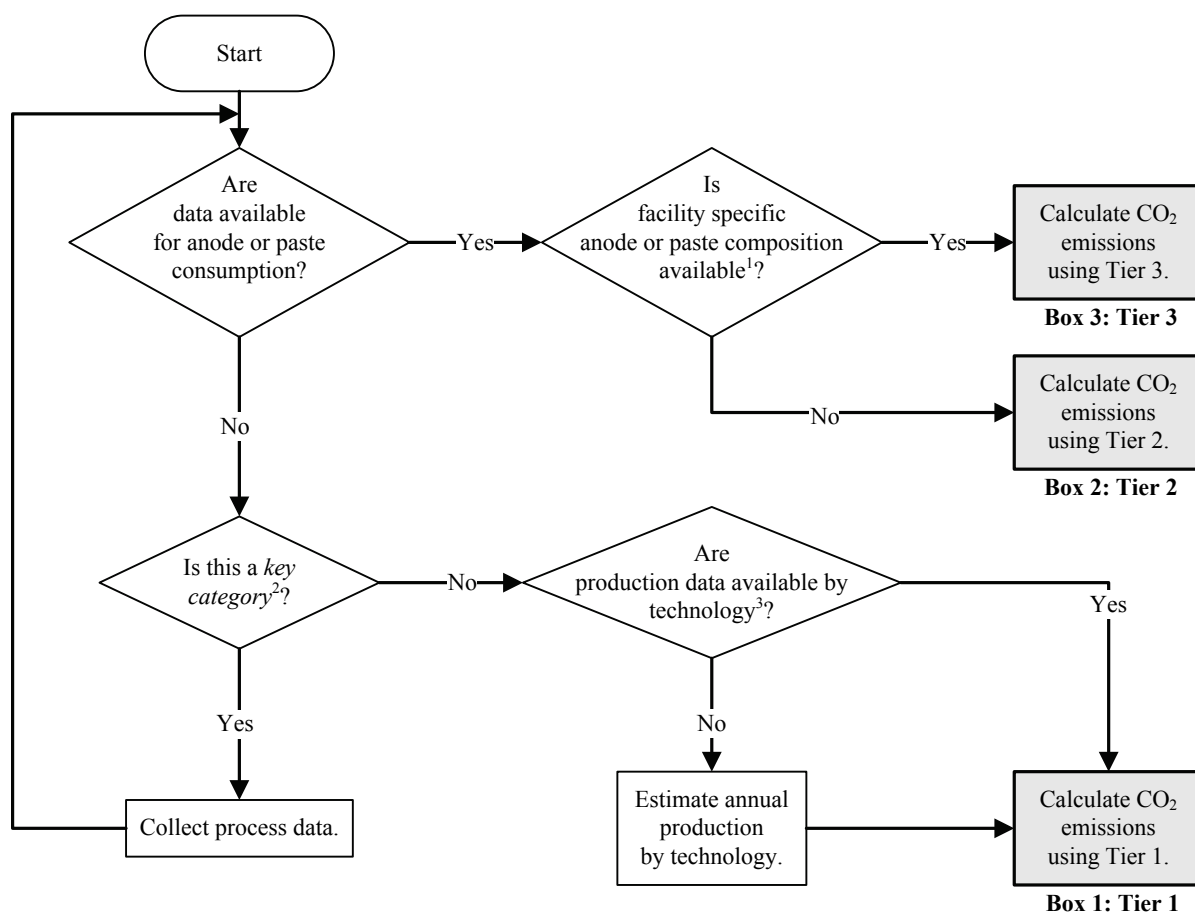 Start
Are
data available
for anode or paste
consumption?
Yes
Is
facility specific
anode or paste composition
available¹?
Yes
Calculate CO₂
emissions
using Tier 3.
Box 3: Tier 3
No
Calculate CO₂
emissions
using Tier 2.
Box 2: Tier 2
No
Is this a key
category²?
No
Are
production data available by
technology³?
Yes
Yes
No
Collect process data.
Estimate annual
production
by technology.
Calculate CO₂
emissions
using Tier 1.
Box 1: Tier 1